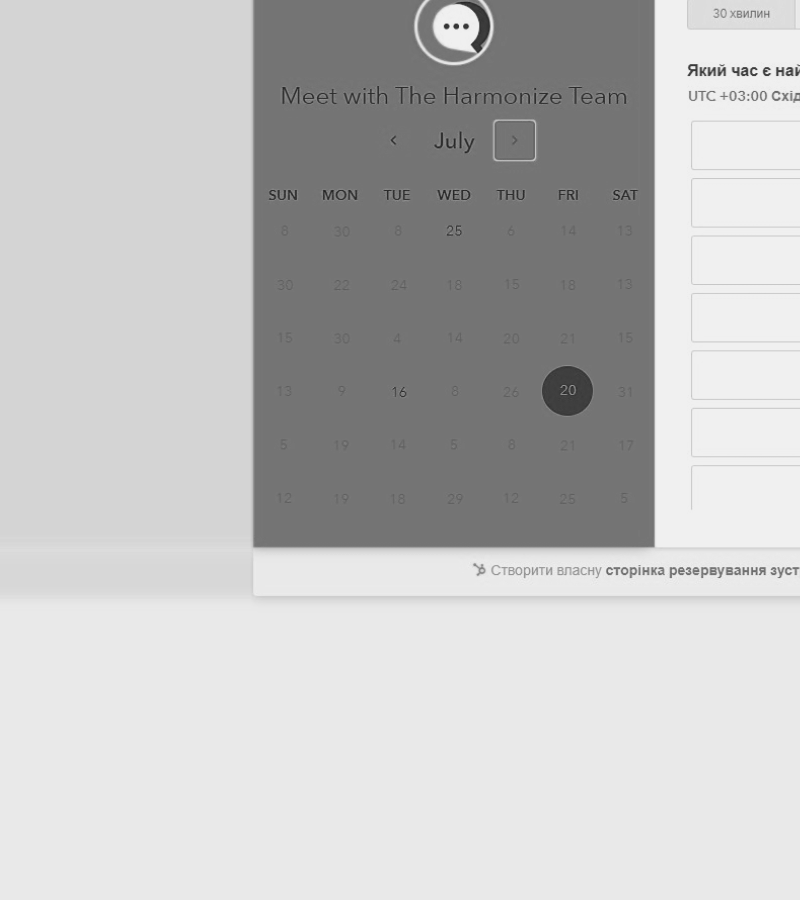 30 хвилин
Meet with The Harmonize Team
Який час є най
UTC +03:00 Схід
July
SUN MON TUE WED THU FRI SAT
8 30 8 25 6 14 13
30 22 24 18 15 18 13
15 30 4 14 20 21 15
13 9 16 8 26 20 31
5 19 14 5 8 21 17
12 19 18 29 12 25 5
Створити власну сторінка резервування зуст